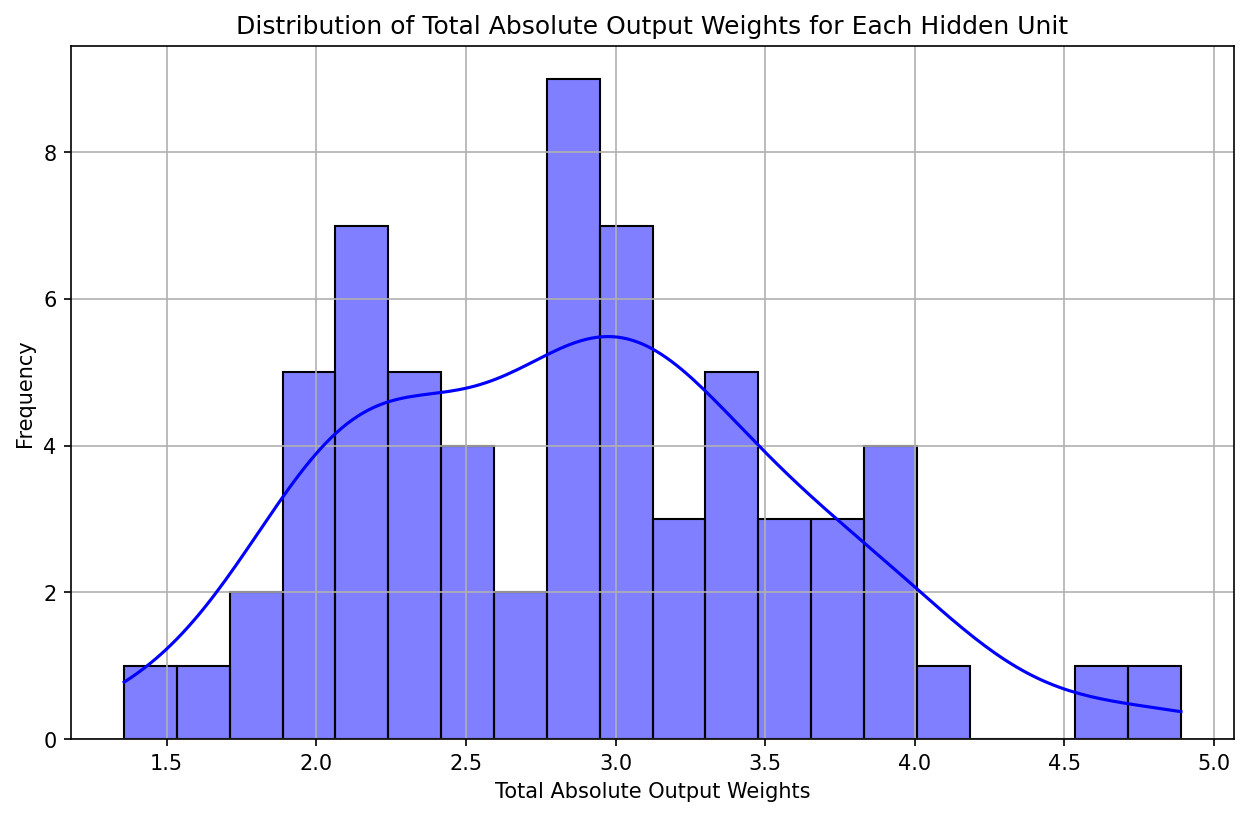 Distribution of Total Absolute Output Weights for Each Hidden Unit
Frequency
8
6
4
2
0
1.5 2.0 2.5 3.0 3.5 4.0 4.5 5.0
Total Absolute Output Weights